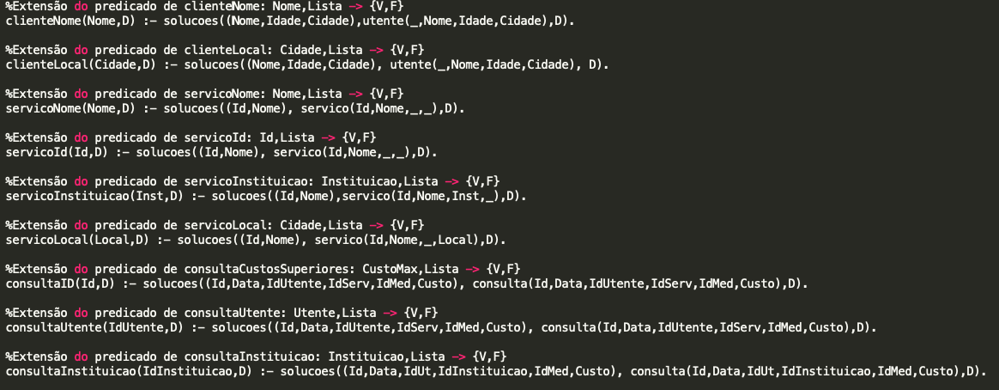 %Extensão do predicado de clienteNome: Nome,Lista -> {V,F}
clienteNome(Nome,D) :- solucoes((Nome,Idade,Cidade),utente(_,Nome,Idade,Cidade),D).
%Extensão do predicado de clienteLocal: Cidade,Lista -> {V,F}
clienteLocal(Cidade,D) :- solucoes((Nome,Idade,Cidade), utente(_,Nome,Idade,Cidade), D).
%Extensão do predicado de servicoNome: Nome,Lista -> {V,F}
servicoNome(Nome,D) :- solucoes((Id,Nome), servico(Id,Nome,_,_),D).
%Extensão do predicado de servicoId: Id,Lista -> {V,F}
servicoId(Id,D) :- solucoes((Id,Nome), servico(Id,Nome,_,_),D).
%Extensão do predicado de servicoInstituicao: Instituicao,Lista -> {V,F}
servicoInstituicao(Inst,D) :- solucoes((Id,Nome),servico(Id,Nome,Inst,_),D).
%Extensão do predicado de servicoLocal: Cidade,Lista -> {V,F}
servicoLocal(Local,D) :- solucoes((Id,Nome), servico(Id,Nome,_,Local),D).
%Extensão do predicado de consultaCustosSuperiores: CustoMax,Lista -> {V,F}
consultaID(Id,D) :- solucoes((Id,Data,IdUtente,IdServ,IdMed,Custo), consulta(Id,Data,IdUtente,IdServ,IdMed,Custo),D).
%Extensão do predicado de consultaUtente: Utente,Lista -> {V,F}
consultaUtente(IdUtente,D) :- solucoes((Id,Data,IdUtente,IdServ,IdMed,Custo), consulta(Id,Data,IdUtente,IdServ,IdMed,Custo),D).
%Extensão do predicado de consultaInstituicao: Instituicao,Lista -> {V,F}
consultaInstituicao(IdInstituicao,D) :- solucoes((Id,Data,IdUt,IdInstituicao,IdMed,Custo), consulta(Id,Data,IdUt,IdInstituicao,IdMed,Custo),D).